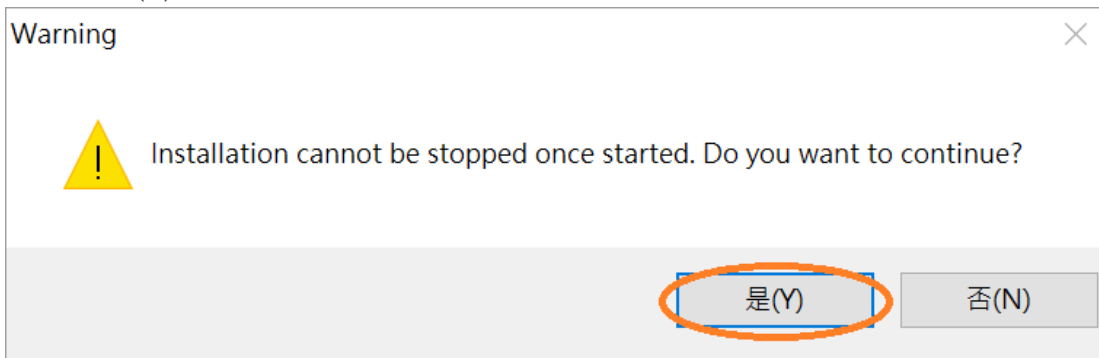 Warning
Installation cannot be stopped once started. Do you want to continue?
是(Y)
否(N)